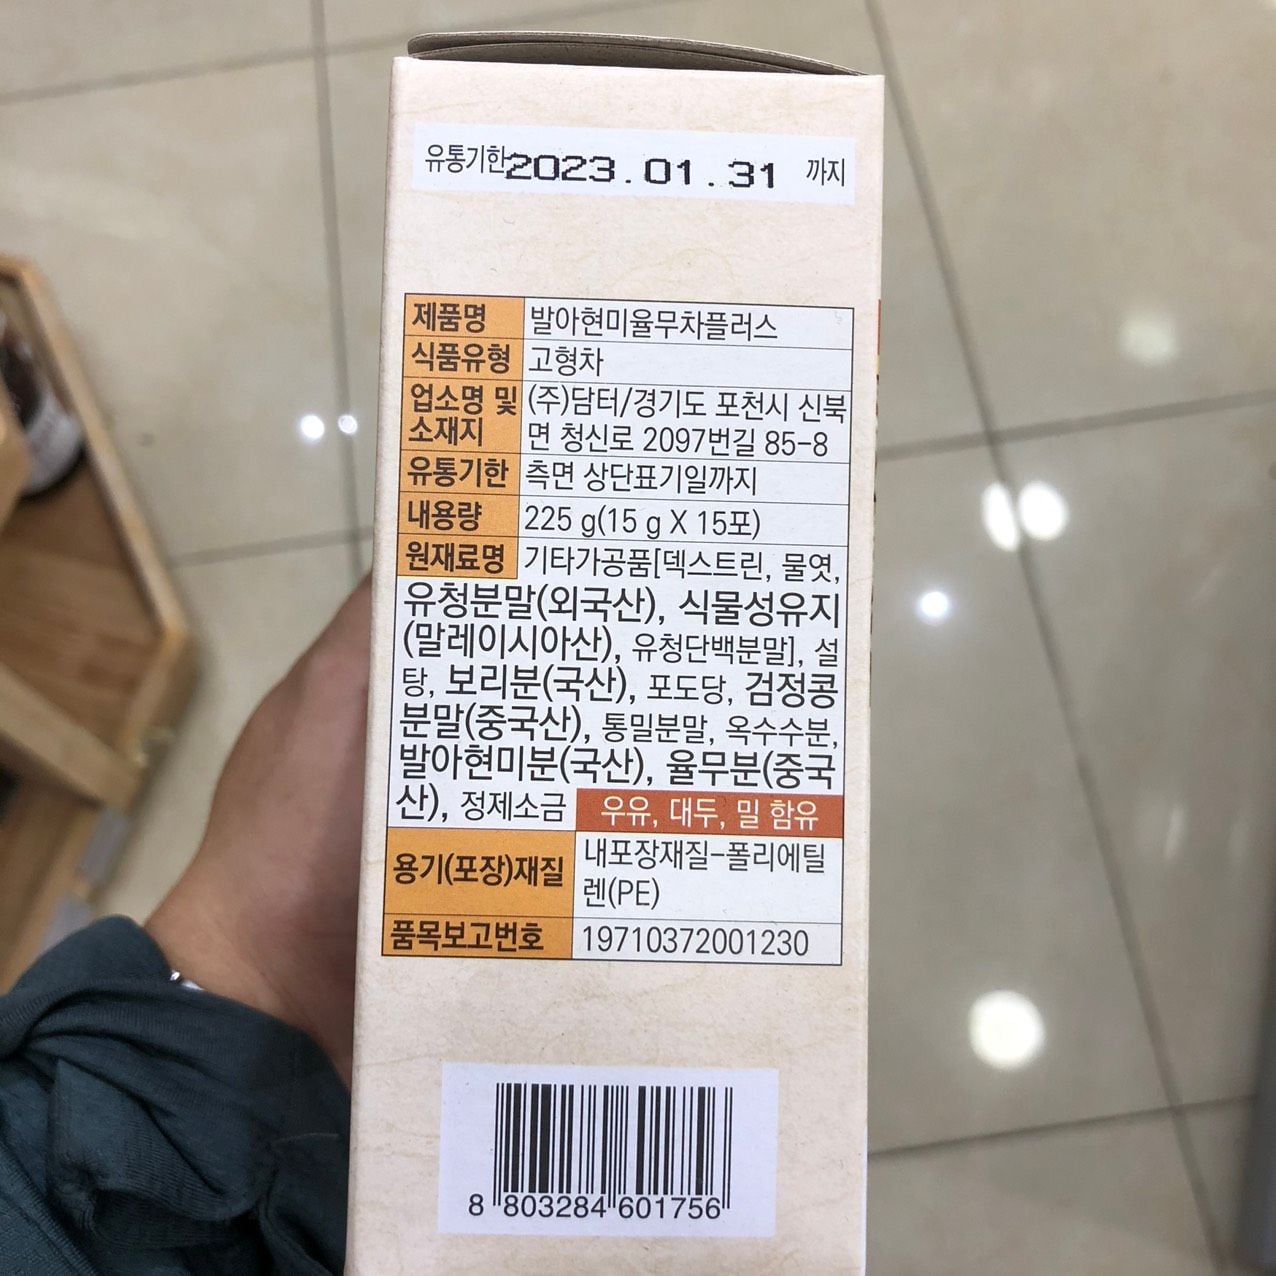 유통기한 2023.01.31 까지
제품명 발아현미율무차플러스
식품유형 고형차
업소명 및 소재지 (주)담터/경기도 포천시 신북
면 청신로 2097번길 85-8
유통기한 측면 상단표기일까지
내용량 225 g(15 g X 15포)
원재료명 기타가공품[덱스트린, 물엿,
유청분말(외국산), 식물성유지
(말레이시아산), 유청단백분말], 설
탕, 보리분(국산), 포도당, 검정콩
분말(중국산), 통밀분말, 옥수수분,
발아현미분(국산), 율무분(중국
산), 정제소금 우유, 대두, 밀 함유
용기(포장)재질 내포장재질-폴리에틸
렌(PE)
품목보고번호 19710372001230
8 803284 601756